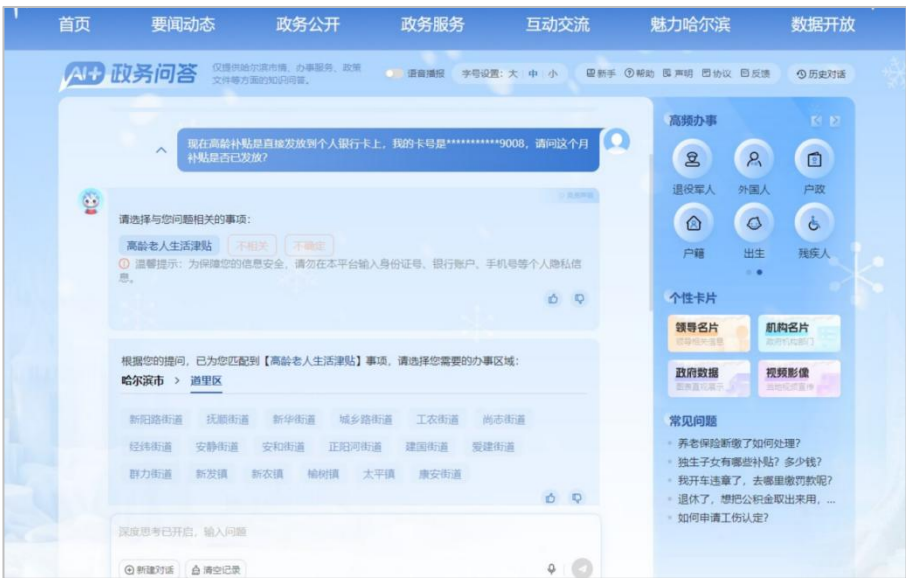 首页 要闻动态 政务公开 政务服务 互动交流 魅力哈尔滨 数据开放
AI+ 政务问答
仅提供哈尔滨市情、办事服务、政策
文件等方面的知识问答。
语音播报 字号设置：大 中 小 新手 帮助 声明 协议 反馈 历史对话
现在高龄补贴是直接发放到个人银行卡上，我的卡号是***********9008，请问这个月
补贴是否已发放？
请选择与您问题相关的事项：
高龄老人生活津贴 不相关 不确定
温馨提示：为保障您的信息安全，请勿在本平台输入身份证号、银行账户、手机号等个人隐私信
息。
根据您的提问，已为您匹配到【高龄老人生活津贴】事项，请选择您需要的办事区域：
哈尔滨市 > 道里区
新阳路街道 抚顺街道 新华街道 城乡路街道 工农街道 尚志街道
经纬街道 安静街道 安和街道 正阳河街道 建国街道 爱建街道
群力街道 新发镇 新农镇 榆树镇 太平镇 康安街道
深度思考已开启，输入问题
新建对话 清空记录
高频办事
退役军人 外国人 户政
户籍 出生 残疾人
个性卡片
领导名片 机构名片
领导相关信息 政府机构部门
政府数据 视频影像
图表直观展示
常见问题
养老保险断缴了如何处理？
独生子女有哪些补贴？多少钱？
我开车违章了，去哪里缴罚款呢？
退休了，想把公积金取出来用，...
如何申请工伤认定？